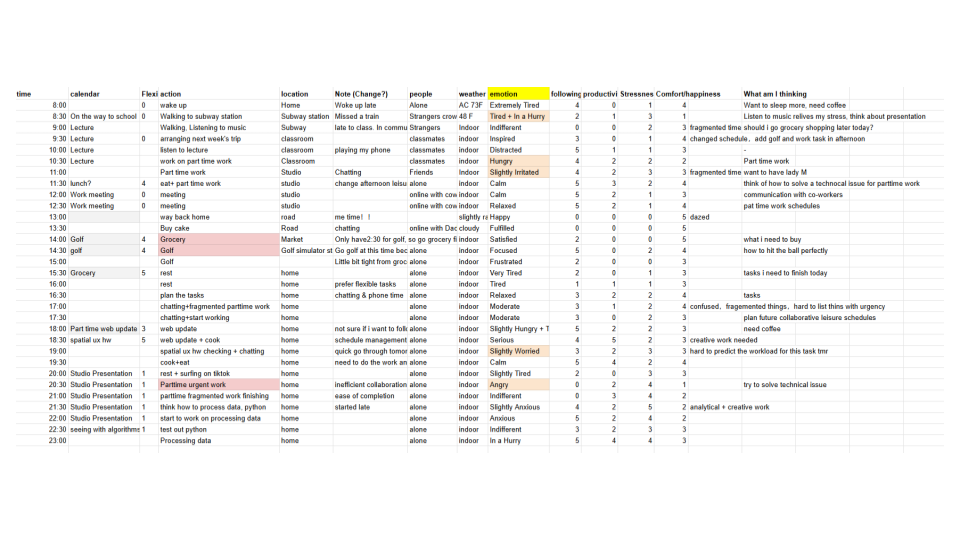 time calendar Flexi action location Note (Change?) people weather emotion following productivi Stressnes Comfort/happiness What am I thinking
8:00 0 wake up Home Woke up late Alone AC 73F Extremely Tired 4 0 1 4 Want to sleep more, need coffee
8:30 On the way to school 0 Walking to subway station Subway station Missed a train Strangers crow 48 F Tired + In a Hurry 2 1 3 1 Listen to music relives my stress, think about presentation
9:00 Lecture Walking, Listening to music Subway late to class. In commu Strangers Indoor Indifferent 0 0 2 3 fragmented time should i go grocery shopping later today?
9:30 Lecture 0 arranging next week's trip classroom classmates indoor Inspired 3 0 1 4 changed schedule, add golf and work task in afternoon
10:00 Lecture listen to lecture classroom playing my phone classmates indoor Distracted 5 1 1 3 -
10:30 Lecture work on part time work Classroom classmates indoor Hungry 4 2 2 2 Part time work
11:00 Part time work Studio Chatting Friends Indoor Slightly Irritated 4 2 3 3 fragmented time want to have lady M
11:30 lunch? 4 eat+ part time work studio change afternoon leisu alone indoor Calm 5 3 2 4 think of how to solve a technocal issue for parttime work
12:00 Work meeting 0 meeting studio online with cow indoor Calm 5 2 1 3 communication with co-workers
12:30 Work meeting 0 meeting studio online with cow indoor Relaxed 5 2 1 4 pat time work schedules
13:00 way back home road me time！！ slightly ra Happy 0 0 0 5 dazed
13:30 Buy cake Road chatting online with Dac cloudy Fulfilled 0 0 0 5
14:00 Golf 4 Grocery Market Only have2:30 for golf, so go grocery fi indoor Satisfied 2 0 0 5 what i need to buy
14:30 golf 4 Golf Golf simulator st Go golf at this time bec alone indoor Focused 5 0 2 4 how to hit the ball perfectly
15:00 Golf Little bit tight from groc alone indoor Frustrated 2 0 0 3
15:30 Grocery 5 rest home alone indoor Very Tired 2 0 1 3 tasks i need to finish today
16:00 rest home prefer flexible tasks alone indoor Tired 1 1 1 3
16:30 plan the tasks home chatting & phone time alone indoor Relaxed 3 2 2 4 tasks
17:00 chatting+fragmented parttime work home alone indoor Moderate 3 1 2 4 confused, fragemented things, hard to list thins with urgency
17:30 chatting+start working home alone indoor Moderate 3 0 2 3 plan future collaborative leisure schedules
18:00 Part time web update 3 web update home not sure if i want to follo alone indoor Slightly Hungry + T 5 2 2 3 need coffee
18:30 spatial ux hw 5 web update + cook home schedule management alone indoor Serious 4 5 2 3 creative work needed
19:00 spatial ux hw checking + chatting home quick go through tomor alone indoor Slightly Worried 3 2 3 3 hard to predict the workload for this task tmr
19:30 cook+eat home need to do the work an alone indoor Calm 5 4 2 4
20:00 Studio Presentation 1 rest + surfing on tiktok home alone indoor Slightly Tired 2 0 3 3
20:30 Studio Presentation 1 Parttime urgent work home inefficient collaboration alone indoor Angry 0 2 4 1 try to solve technical issue
21:00 Studio Presentation 1 parttime fragmented work finishing home ease of completion alone indoor Indifferent 0 3 4 2
21:30 Studio Presentation 1 think how to process data, python home started late alone indoor Slightly Anxious 4 2 5 2 analytical + creative work
22:00 Studio Presentation 1 start to work on processing data home alone indoor Anxious 5 2 4 2
22:30 seeing with algorithms 1 test out python home alone indoor Indifferent 3 2 3 3
23:00 Processing data home alone indoor In a Hurry 5 4 4 3